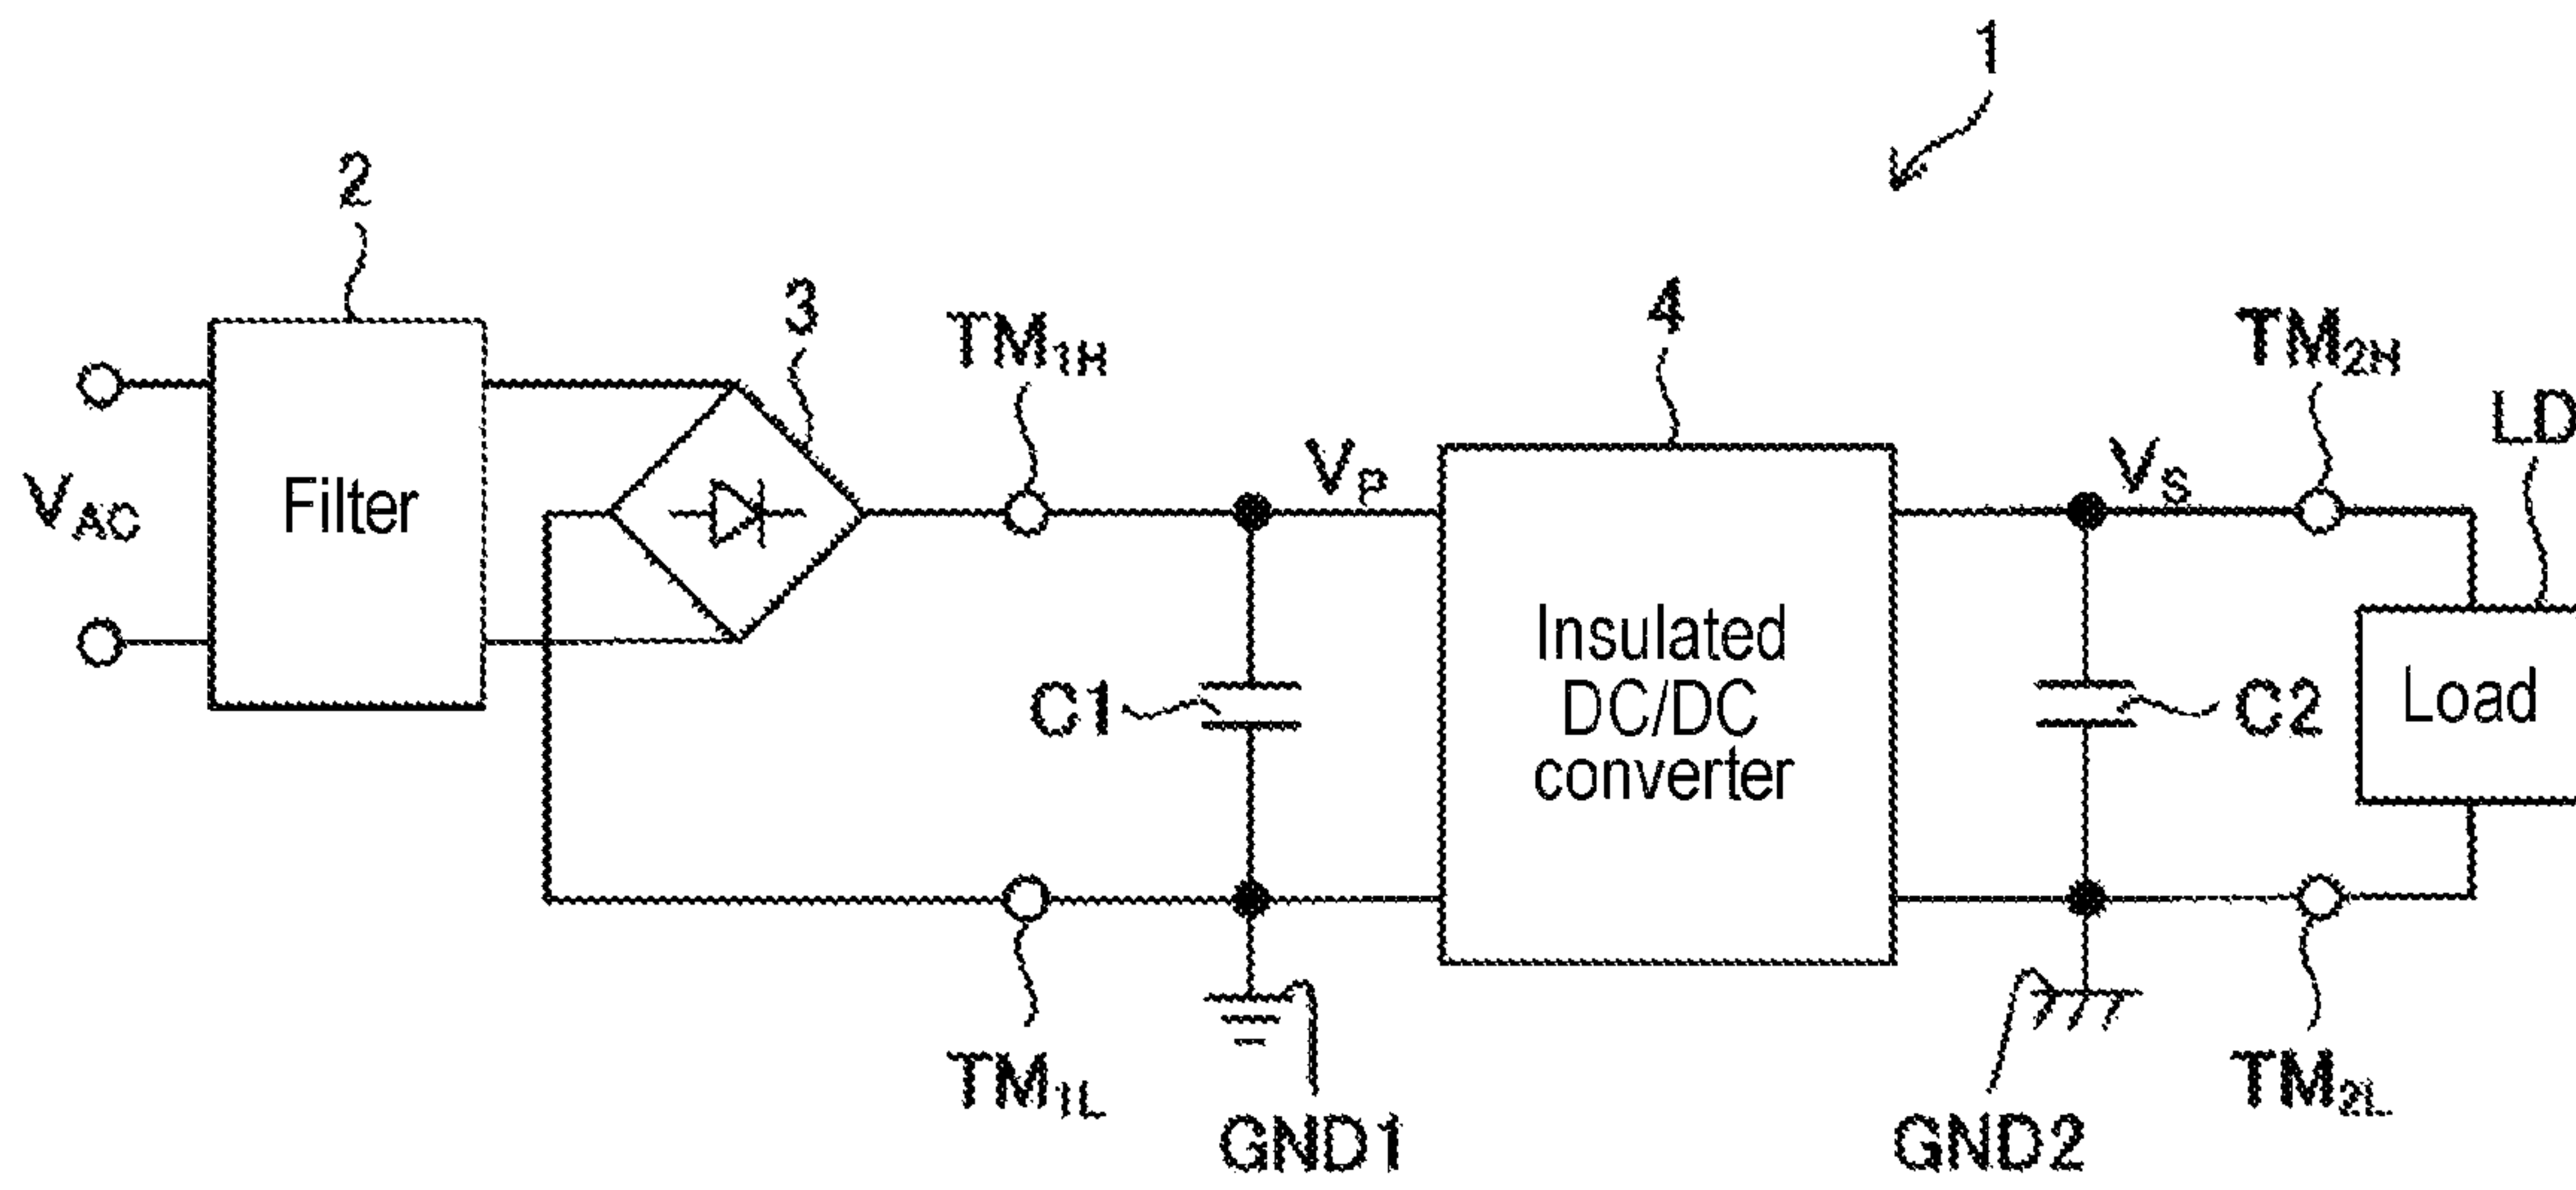 1
2
3
TM1H
4
TM2H
LD
VP
VS
VAC
Filter
Insulated
DC/DC
converter
C1
C2
Load
TM1L
GND1
GND2
TM2L